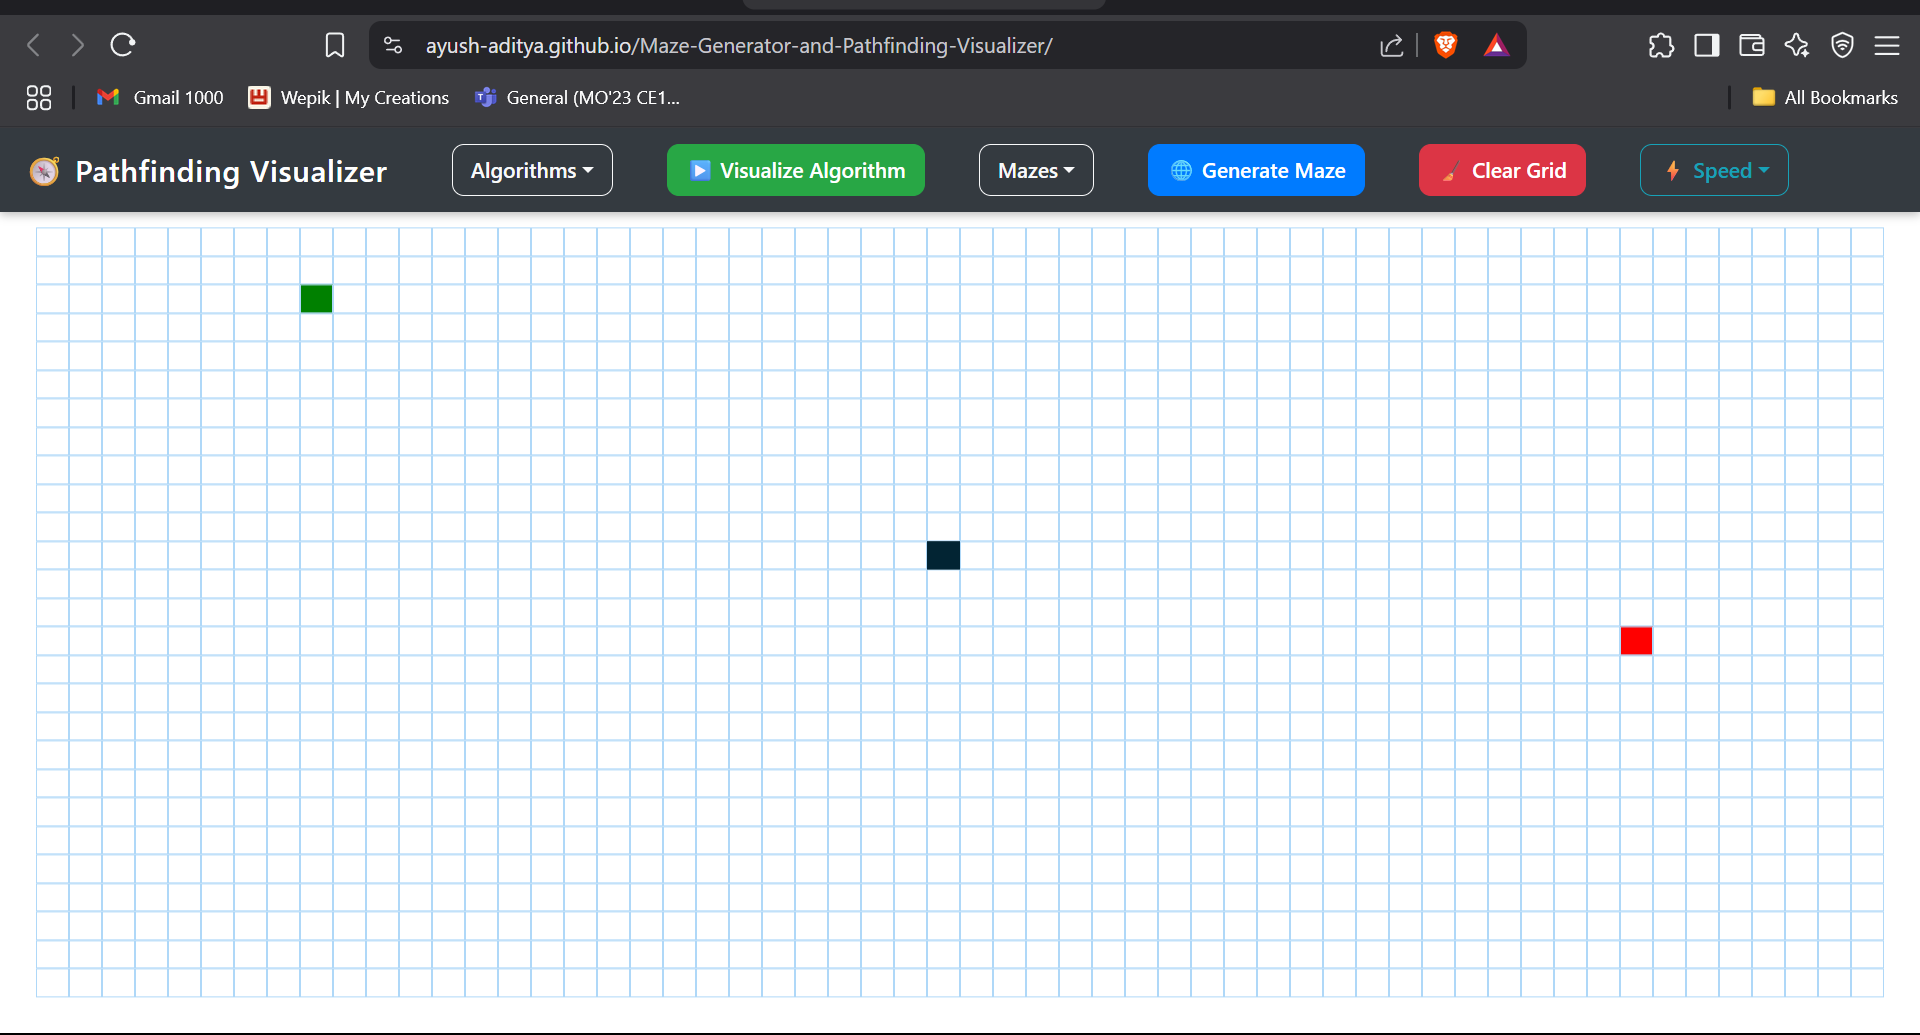 ayush-aditya.github.io/Maze-Generator-and-Pathfinding-Visualizer/
Gmail 1000 Wepik | My Creations General (MO'23 CE1... All Bookmarks
Pathfinding Visualizer Algorithms Visualize Algorithm Mazes Generate Maze Clear Grid Speed